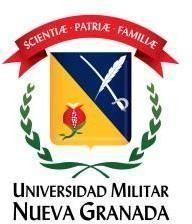 SCIENTIÆ - PATRIÆ - FAMILIÆ
UNIVERSIDAD MILITAR
NUEVA GRANADA